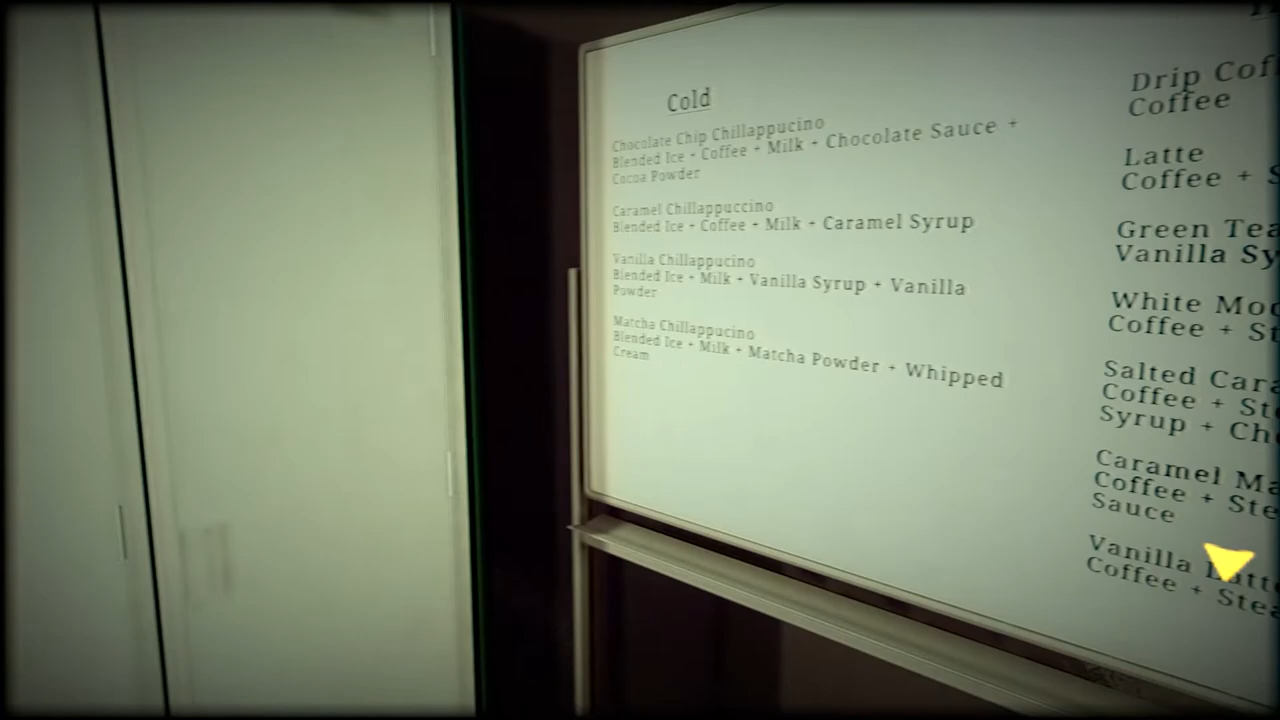 Cold
Chocolate Chip Chillappucino
Blended Ice + Coffee + Milk + Chocolate Sauce +
Cocoa Powder
Caramel Chillappuccino
Blended Ice + Coffee + Milk + Caramel Syrup
Vanilla Chillappucino
Blended Ice + Milk + Vanilla Syrup + Vanilla
Powder
Matcha Chillappucino
Blended Ice + Milk + Matcha Powder + Whipped
Cream
Drip
Coffee
Latte
Coffee +
Green Tea
Vanilla
White
Coffee +
Salted
Coffee +
Syrup +
Caramel
Coffee +
Sauce
Vanilla Latte
Coffee +